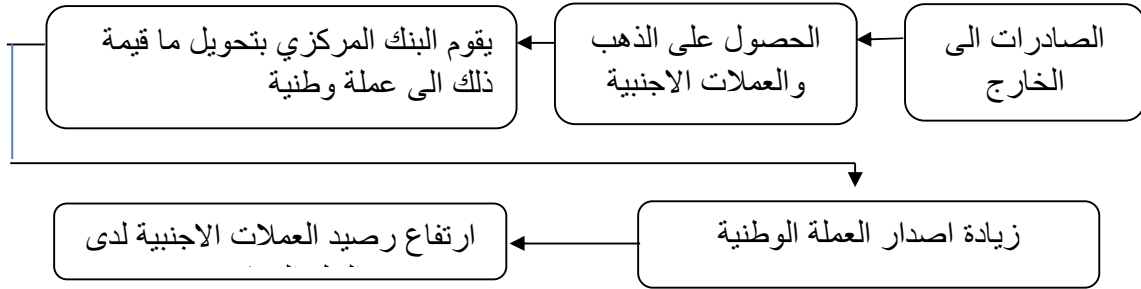 الصادرات الى
الخارج
الحصول على الذهب
والعملات الاجنبية
يقوم البنك المركزي بتحويل ما قيمة
ذلك الى عملة وطنية
زيادة اصدار العملة الوطنية
ارتفاع رصيد العملات الاجنبية لدى